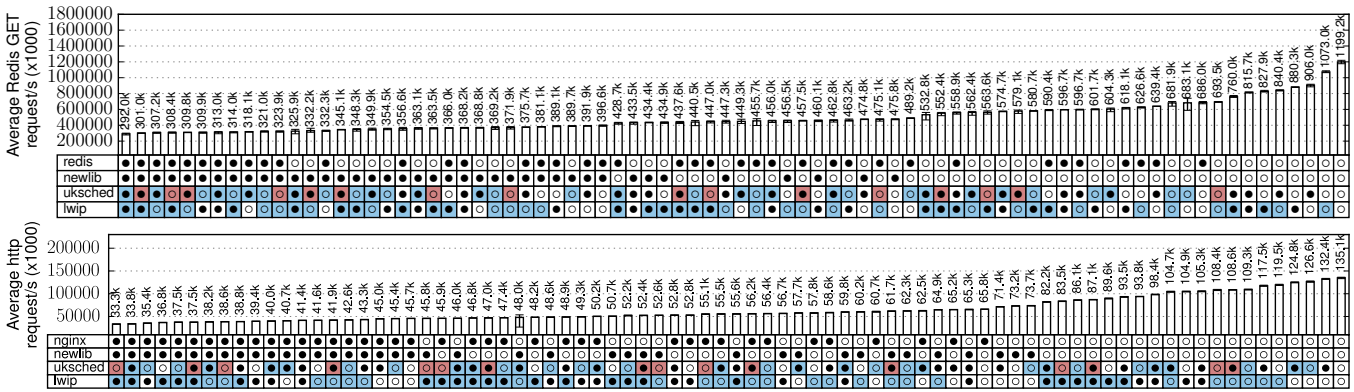 Average Redis GET
request/s (x1000)
1800000
1600000
1400000
1200000
1000000
800000
600000
400000
200000
292.0k 301.0k 307.2k 308.4k 309.8k 309.9k 313.0k 314.0k 318.1k 321.0k 323.9k 325.9k 332.2k 332.3k 345.1k 348.3k 349.9k 354.5k 356.6k 363.1k 363.5k 366.0k 368.2k 368.8k 369.2k 371.9k 375.7k 381.1k 389.1k 389.7k 391.9k 396.6k 428.7k 433.5k 434.4k 434.9k 437.6k 440.5k 447.0k 447.3k 449.3k 455.7k 456.0k 456.5k 457.5k 460.1k 462.8k 463.2k 474.8k 475.1k 475.8k 489.2k 532.8k 552.4k 558.9k 562.4k 563.6k 574.7k 579.1k 580.7k 590.4k 596.7k 596.7k 601.7k 604.3k 618.1k 626.6k 639.4k 681.9k 683.1k 686.0k 693.5k 760.0k 815.7k 827.9k 840.4k 880.3k 906.0k 1073.0k 1199.2k
redis
newlib
uksched
lwip
Average http
request/s (x1000)
200000
150000
100000
50000
33.3k 33.8k 35.4k 36.8k 37.5k 37.5k 38.2k 38.6k 38.8k 39.4k 40.0k 40.7k 41.4k 41.6k 41.9k 42.6k 43.3k 45.0k 45.4k 45.7k 45.8k 45.9k 46.0k 46.8k 47.0k 47.4k 48.0k 48.2k 48.6k 48.9k 49.3k 50.2k 50.7k 52.2k 52.4k 52.6k 52.8k 52.8k 55.1k 55.5k 55.6k 56.2k 56.4k 56.7k 57.7k 57.8k 58.6k 59.8k 60.2k 60.7k 61.7k 62.3k 62.5k 64.9k 65.2k 65.3k 65.8k 71.4k 73.2k 73.7k 82.2k 83.5k 86.1k 87.1k 89.6k 93.5k 93.8k 98.4k 104.7k 104.9k 105.3k 108.4k 108.6k 109.3k 117.5k 119.5k 124.8k 126.6k 132.4k 135.1k
nginx
newlib
uksched
lwip